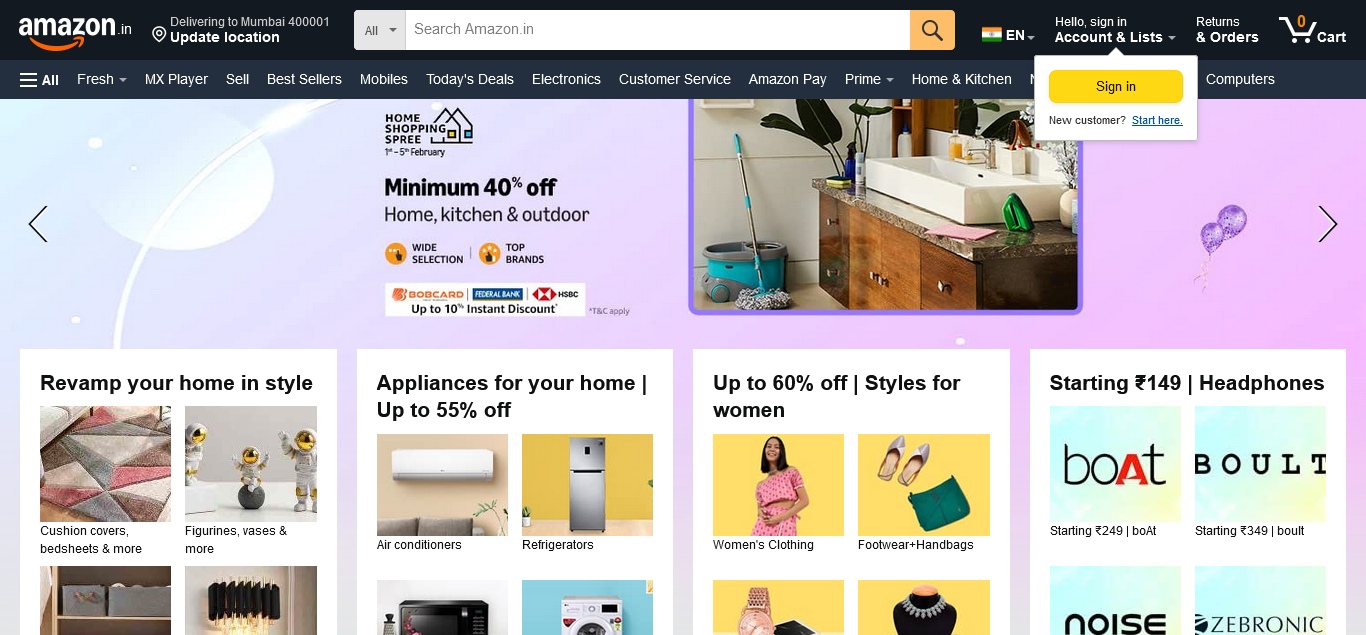 amazon.in
Delivering to Mumbai 400001
Update location
All
Search Amazon.in
EN
Hello, sign in
Account & Lists
Returns
& Orders
0
Cart
All
Fresh
MX Player
Sell
Best Sellers
Mobiles
Today's Deals
Electronics
Customer Service
Amazon Pay
Prime
Home & Kitchen
Computers
Sign in
New customer? Start here.
HOME
SHOPPING
SPREE
1st – 5th February
Minimum 40% off
Home, kitchen & outdoor
WIDE
SELECTION
TOP
BRANDS
BOBCARD | FEDERAL BANK | HSBC
Up to 10% Instant Discount*
*T&C apply
Revamp your home in style
Cushion covers,
bedsheets & more
Figurines, vases &
more
Appliances for your home |
Up to 55% off
Air conditioners
Refrigerators
Up to 60% off | Styles for
women
Women's Clothing
Footwear+Handbags
Starting ₹149 | Headphones
boAt
BOULT
Starting ₹249 | boAt
Starting ₹349 | boult
noise
ZEBRONIC